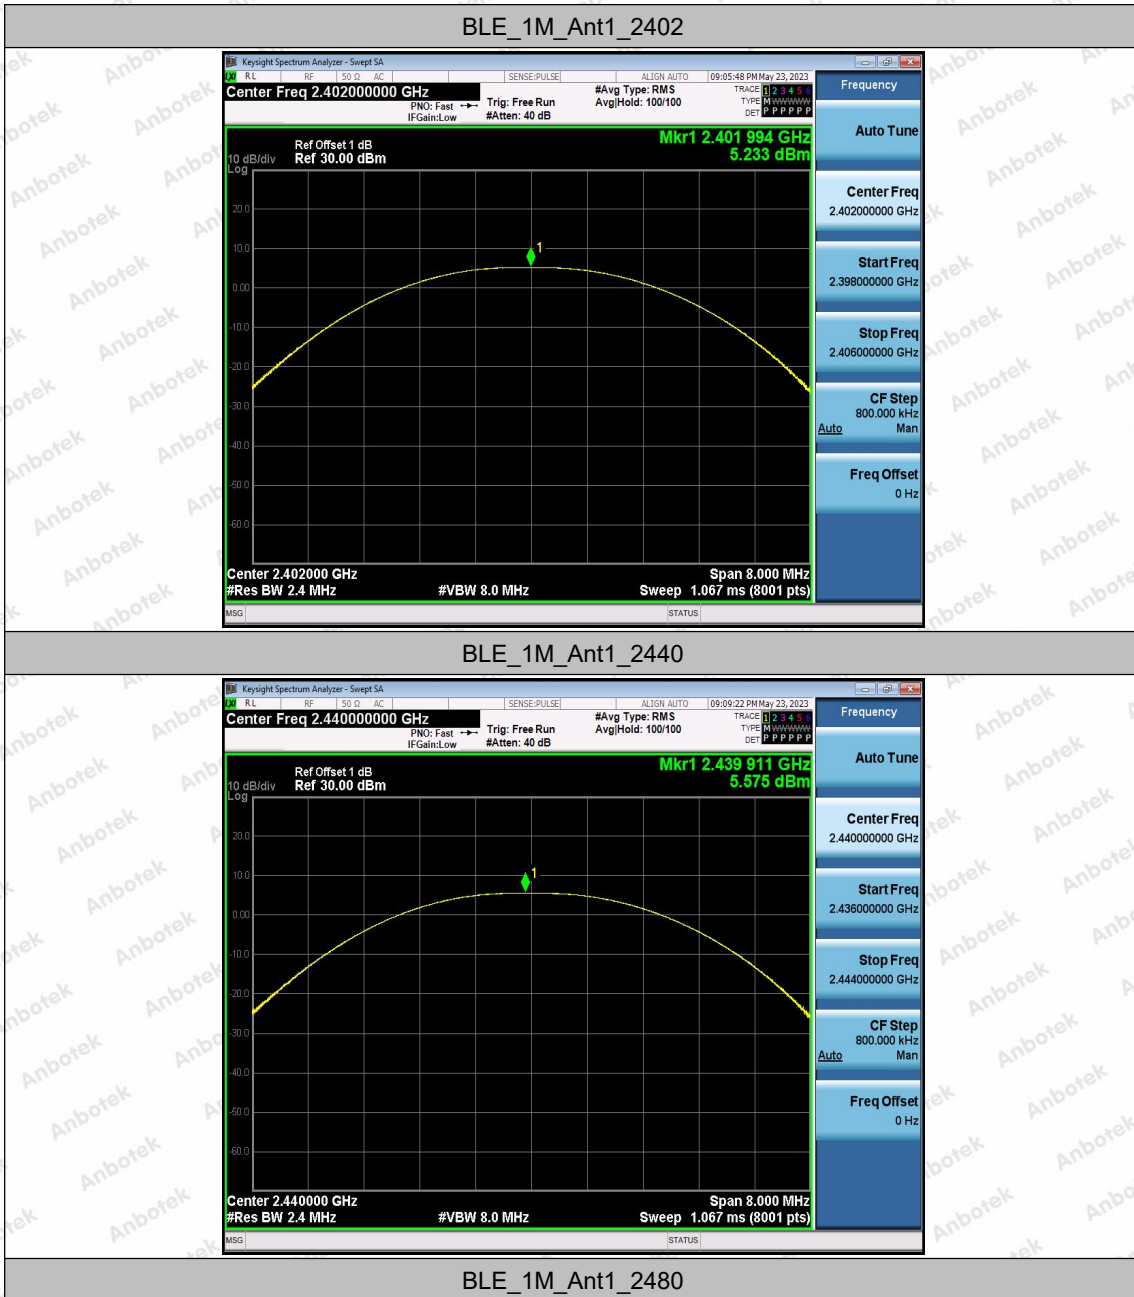 BLE_1M_Ant1_2402
Keysight Spectrum Analyzer - Swept SA
LXI RL RF 50 Ω AC SENSE:PULSE ALIGN AUTO 09:05:48 PM May 23, 2023
Center Freq 2.402000000 GHz
PNO: Fast
IFGain:Low
Trig: Free Run
#Atten: 40 dB
#Avg Type: RMS
Avg|Hold: 100/100
TRACE 1 2 3 4 5 6
TYPE M WWWWW
DET P P P P P P
Frequency
Auto Tune
Ref Offset 1 dB
10 dB/div Ref 30.00 dBm
Log
Mkr1 2.401 994 GHz
5.233 dBm
20.0
10.0
0.00
-10.0
-20.0
-30.0
-40.0
-50.0
-60.0
1
Center Freq
2.402000000 GHz
Start Freq
2.398000000 GHz
Stop Freq
2.406000000 GHz
CF Step
800.000 kHz
Auto Man
Freq Offset
0 Hz
Center 2.402000 GHz Span 8.000 MHz
#Res BW 2.4 MHz #VBW 8.0 MHz Sweep 1.067 ms (8001 pts)
MSG STATUS
BLE_1M_Ant1_2440
Keysight Spectrum Analyzer - Swept SA
LXI RL RF 50 Ω AC SENSE:PULSE ALIGN AUTO 09:09:22 PM May 23, 2023
Center Freq 2.440000000 GHz
PNO: Fast
IFGain:Low
Trig: Free Run
#Atten: 40 dB
#Avg Type: RMS
Avg|Hold: 100/100
TRACE 1 2 3 4 5 6
TYPE M WWWWW
DET P P P P P P
Frequency
Auto Tune
Ref Offset 1 dB
10 dB/div Ref 30.00 dBm
Log
Mkr1 2.439 911 GHz
5.575 dBm
20.0
10.0
0.00
-10.0
-20.0
-30.0
-40.0
-50.0
-60.0
1
Center Freq
2.440000000 GHz
Start Freq
2.436000000 GHz
Stop Freq
2.444000000 GHz
CF Step
800.000 kHz
Auto Man
Freq Offset
0 Hz
Center 2.440000 GHz Span 8.000 MHz
#Res BW 2.4 MHz #VBW 8.0 MHz Sweep 1.067 ms (8001 pts)
MSG STATUS
BLE_1M_Ant1_2480
Anbotek